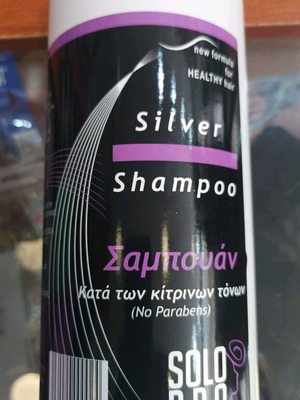 new formula
for
HEALTHY hair
Silver
Shampoo
Σαμπουάν
Κατά των κίτρινων τόνων
(No Parabens)
SOLO